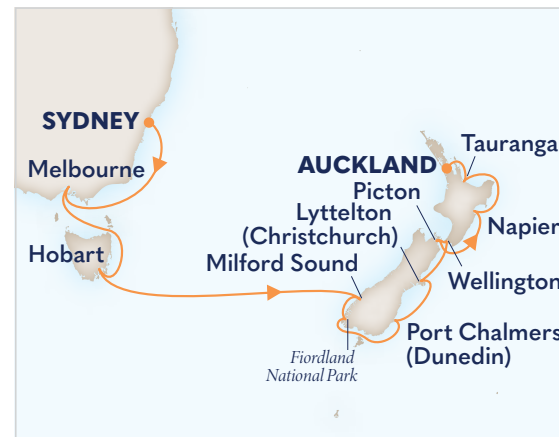 SYDNEY
Melbourne
Hobart
AUCKLAND
Tauranga
Picton
Lyttelton
(Christchurch)
Napier
Milford Sound
Wellington
Port Chalmers
(Dunedin)
Fiordland
National Park